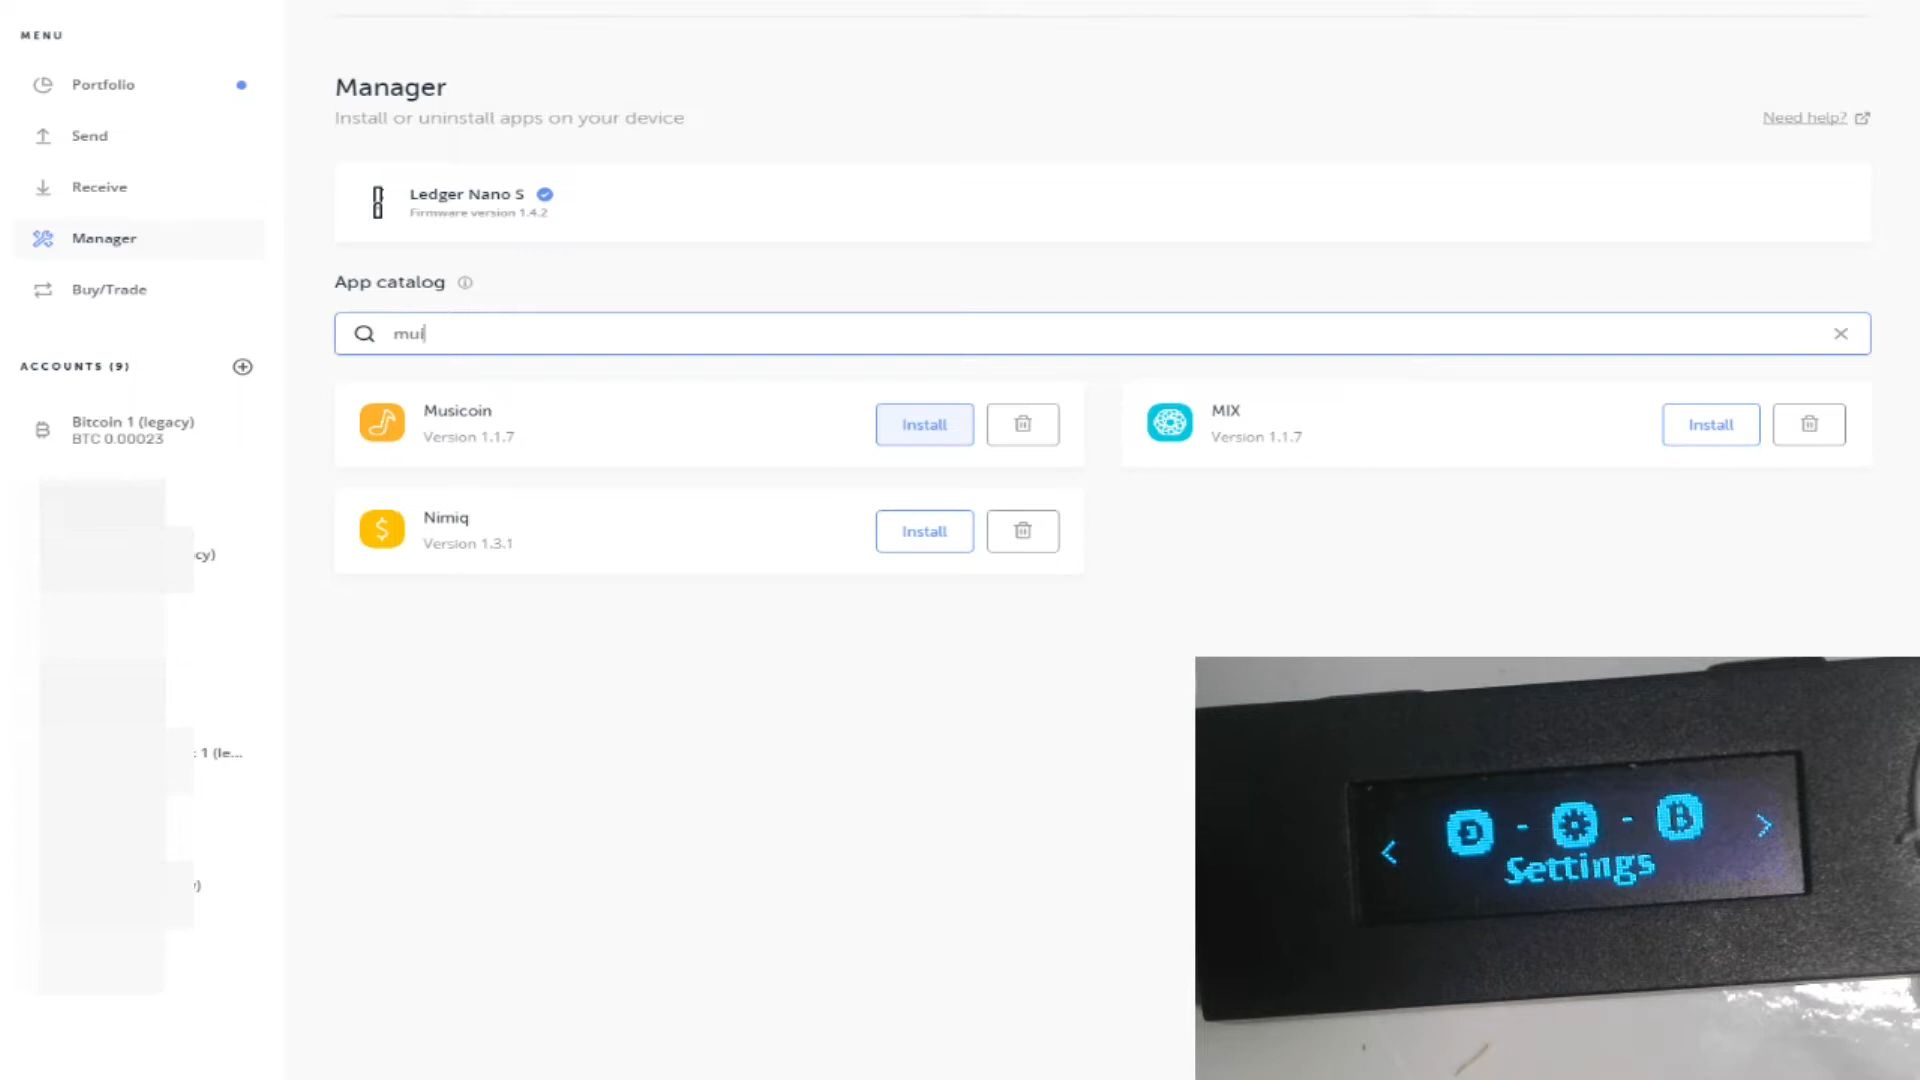 MENU
Portfolio
Send
Receive
Manager
Buy/Trade
ACCOUNTS (9)
Bitcoin 1 (legacy)
BTC 0.00023
cy)
: 1 (le...
)
Manager
Install or uninstall apps on your device
Need help?
Ledger Nano S
Firmware version 1.4.2
App catalog
mui
Musicoin
Version 1.1.7
Install
MIX
Version 1.1.7
Install
Nimiq
Version 1.3.1
Install
Settings